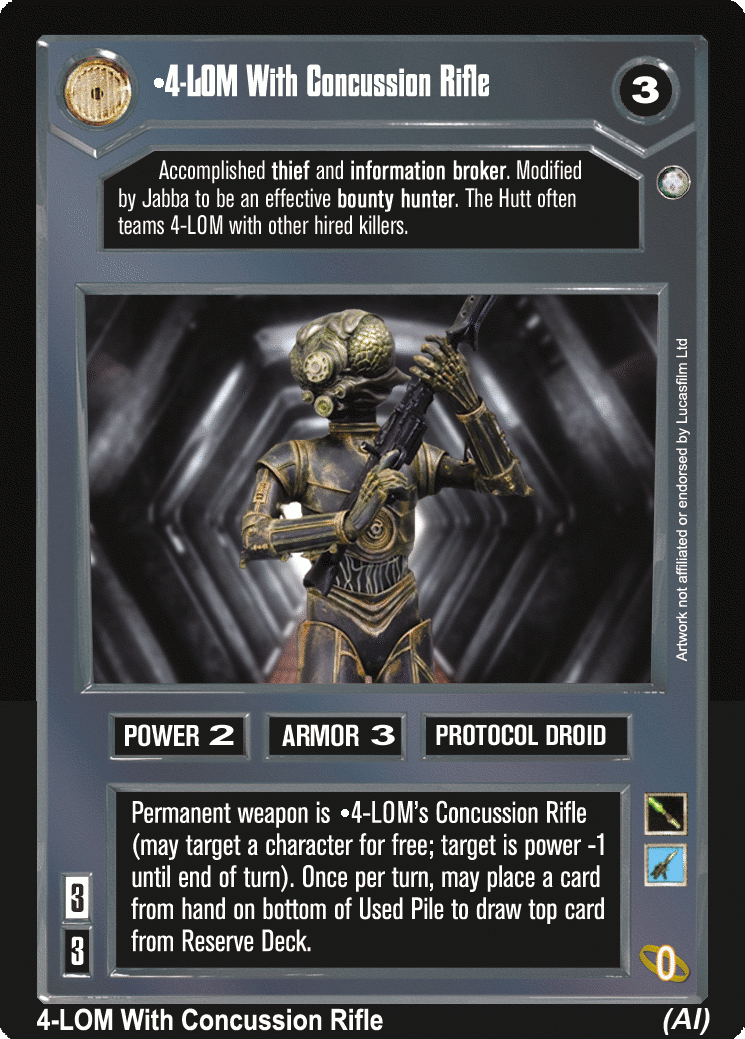 •4-LOM With Concussion Rifle
3
Accomplished thief and information broker. Modified
by Jabba to be an effective bounty hunter. The Hutt often
teams 4-LOM with other hired killers.
Artwork not affiliated or endorsed by Lucasfilm Ltd
POWER 2
ARMOR 3
PROTOCOL DROID
Permanent weapon is •4-LOM's Concussion Rifle
(may target a character for free; target is power -1
until end of turn). Once per turn, may place a card
from hand on bottom of Used Pile to draw top card
from Reserve Deck.
3
3
0
4-LOM With Concussion Rifle
(AI)